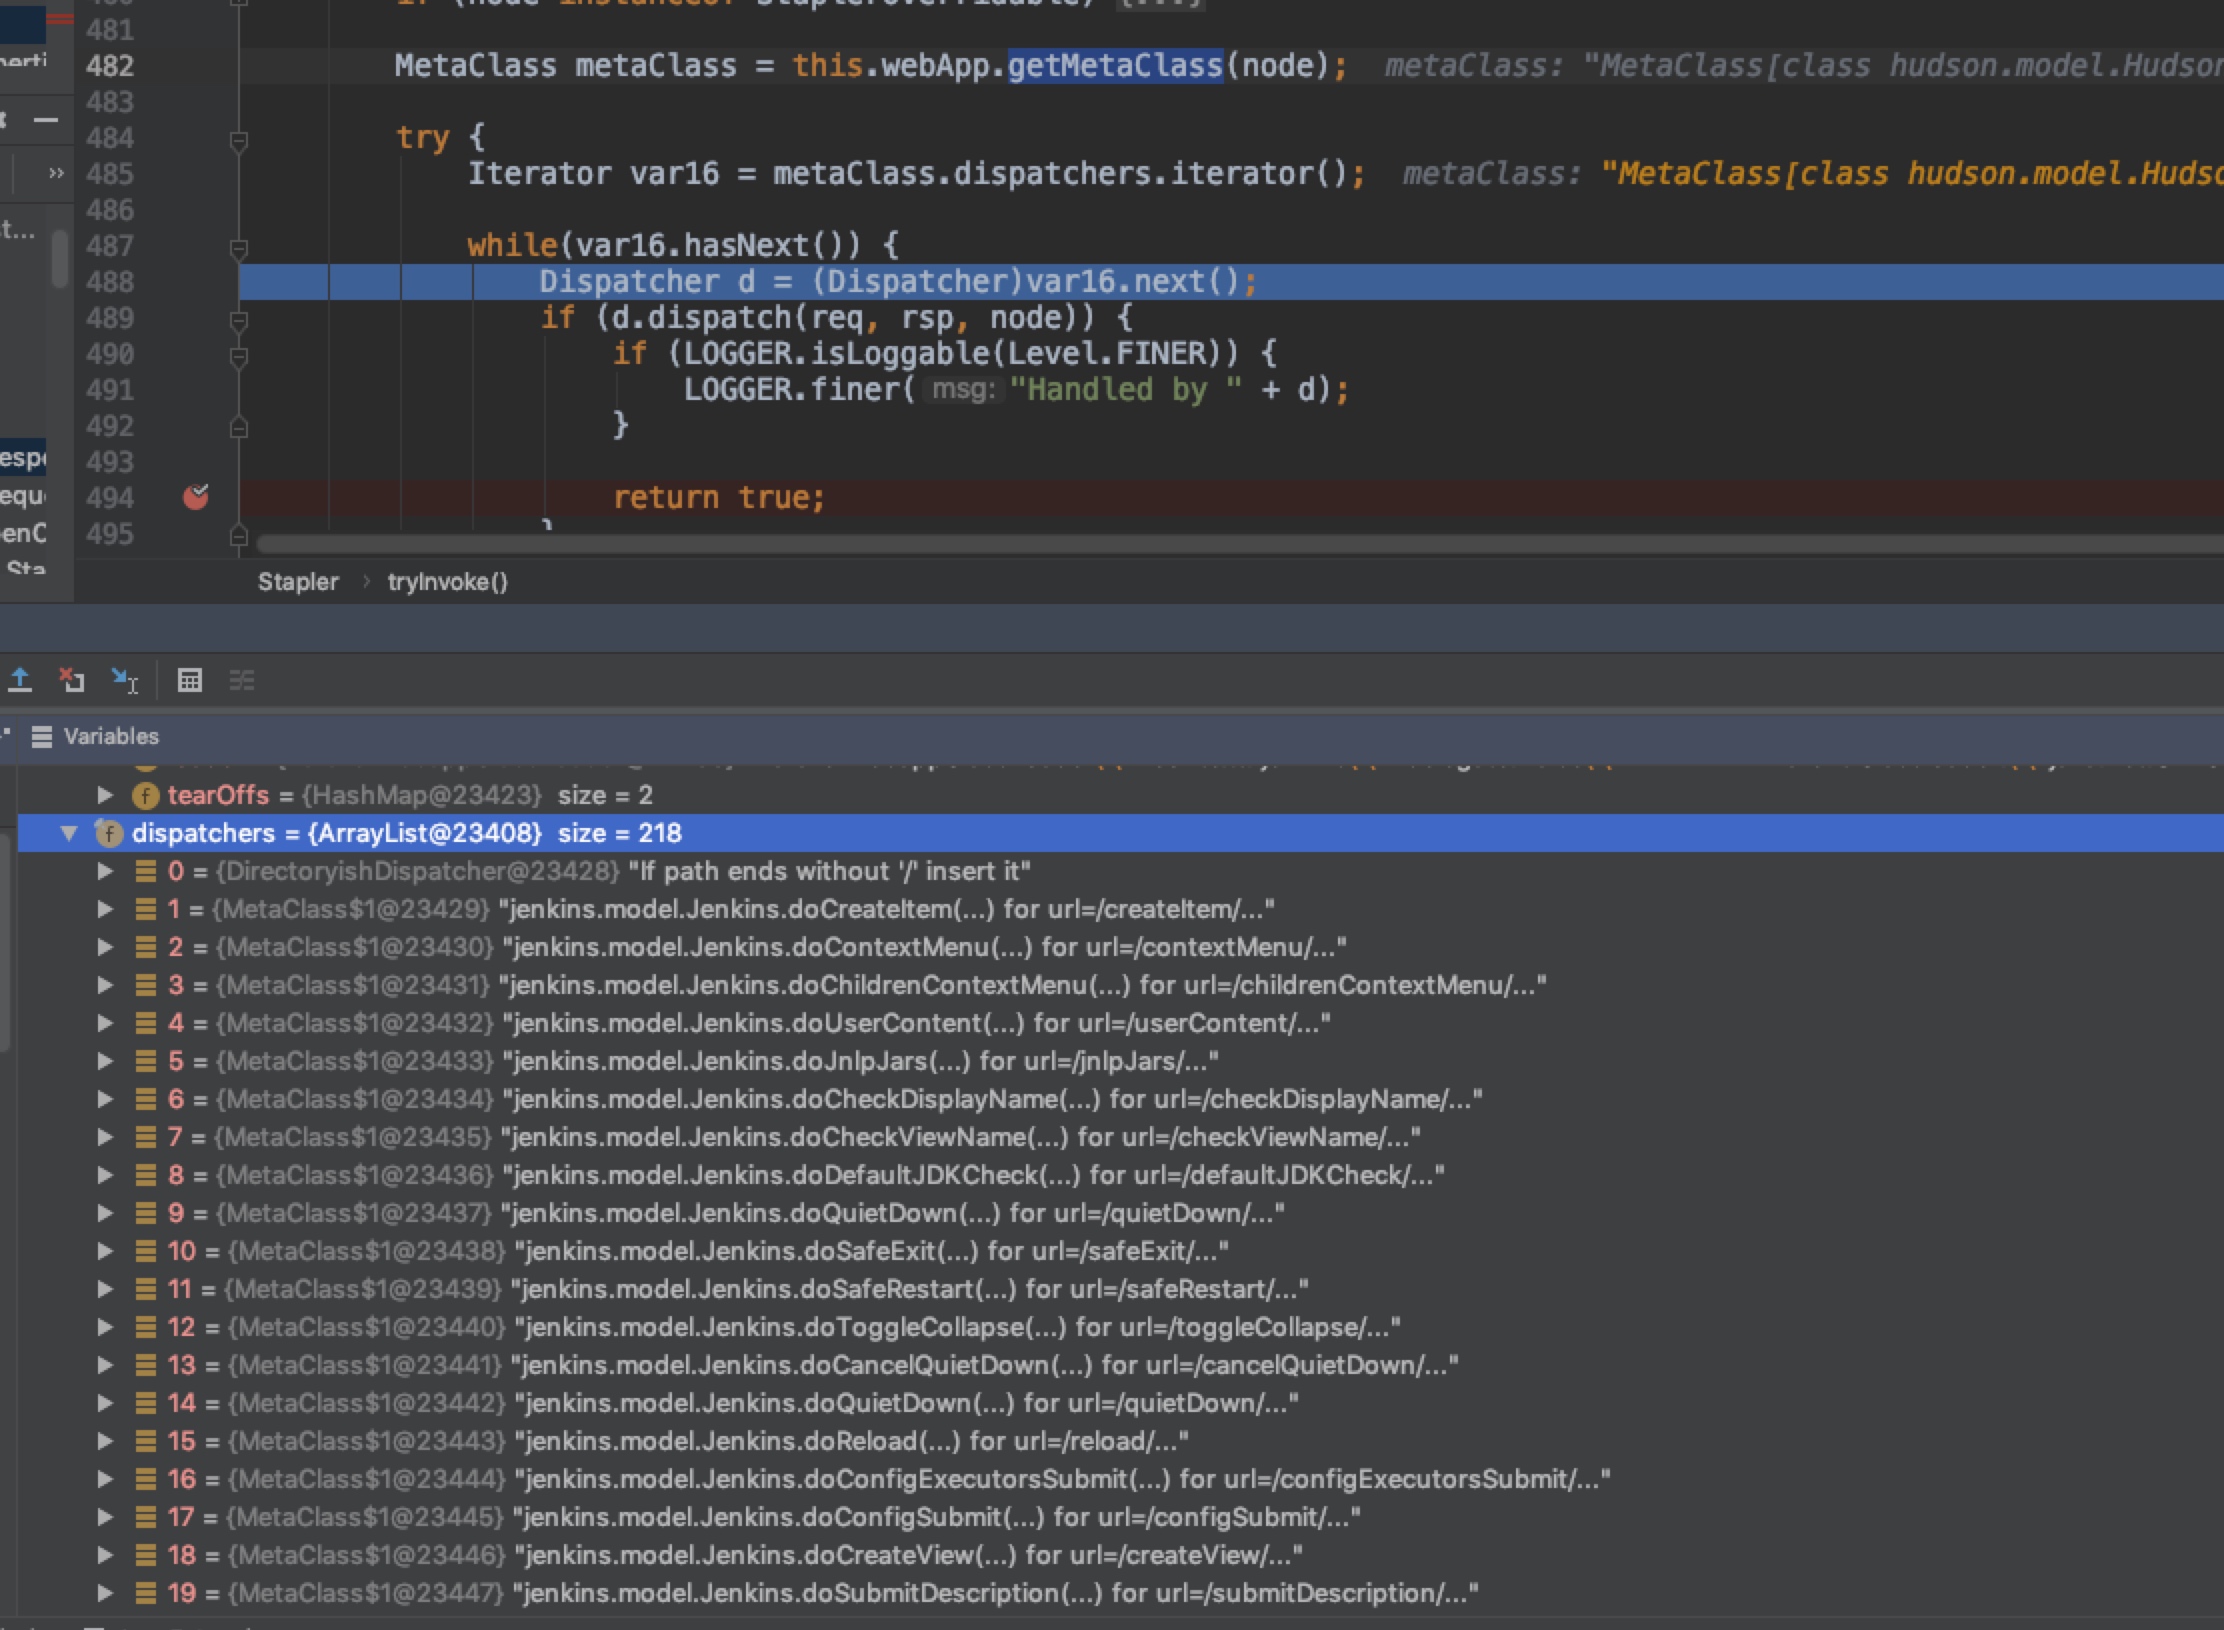 481
482 MetaClass metaClass = this.webApp.getMetaClass(node); metaClass: "MetaClass[class hudson.model.Hudson
483
484 try {
485 Iterator var16 = metaClass.dispatchers.iterator(); metaClass: "MetaClass[class hudson.model.Hudso
486
487 while(var16.hasNext()) {
488 Dispatcher d = (Dispatcher)var16.next();
489 if (d.dispatch(req, rsp, node)) {
490 if (LOGGER.isLoggable(Level.FINER)) {
491 LOGGER.finer( msg: "Handled by " + d);
492 }
493
494 return true;
495
Stapler › tryInvoke()
Variables
tearOffs = {HashMap@23423} size = 2
dispatchers = {ArrayList@23408} size = 218
0 = {DirectoryishDispatcher@23428} "If path ends without '/' insert it"
1 = {MetaClass$1@23429} "jenkins.model.Jenkins.doCreateItem(...) for url=/createItem/..."
2 = {MetaClass$1@23430} "jenkins.model.Jenkins.doContextMenu(...) for url=/contextMenu/..."
3 = {MetaClass$1@23431} "jenkins.model.Jenkins.doChildrenContextMenu(...) for url=/childrenContextMenu/..."
4 = {MetaClass$1@23432} "jenkins.model.Jenkins.doUserContent(...) for url=/userContent/..."
5 = {MetaClass$1@23433} "jenkins.model.Jenkins.doJnlpJars(...) for url=/jnlpJars/..."
6 = {MetaClass$1@23434} "jenkins.model.Jenkins.doCheckDisplayName(...) for url=/checkDisplayName/..."
7 = {MetaClass$1@23435} "jenkins.model.Jenkins.doCheckViewName(...) for url=/checkViewName/..."
8 = {MetaClass$1@23436} "jenkins.model.Jenkins.doDefaultJDKCheck(...) for url=/defaultJDKCheck/..."
9 = {MetaClass$1@23437} "jenkins.model.Jenkins.doQuietDown(...) for url=/quietDown/..."
10 = {MetaClass$1@23438} "jenkins.model.Jenkins.doSafeExit(...) for url=/safeExit/..."
11 = {MetaClass$1@23439} "jenkins.model.Jenkins.doSafeRestart(...) for url=/safeRestart/..."
12 = {MetaClass$1@23440} "jenkins.model.Jenkins.doToggleCollapse(...) for url=/toggleCollapse/..."
13 = {MetaClass$1@23441} "jenkins.model.Jenkins.doCancelQuietDown(...) for url=/cancelQuietDown/..."
14 = {MetaClass$1@23442} "jenkins.model.Jenkins.doQuietDown(...) for url=/quietDown/..."
15 = {MetaClass$1@23443} "jenkins.model.Jenkins.doReload(...) for url=/reload/..."
16 = {MetaClass$1@23444} "jenkins.model.Jenkins.doConfigExecutorsSubmit(...) for url=/configExecutorsSubmit/..."
17 = {MetaClass$1@23445} "jenkins.model.Jenkins.doConfigSubmit(...) for url=/configSubmit/..."
18 = {MetaClass$1@23446} "jenkins.model.Jenkins.doCreateView(...) for url=/createView/..."
19 = {MetaClass$1@23447} "jenkins.model.Jenkins.doSubmitDescription(...) for url=/submitDescription/..."